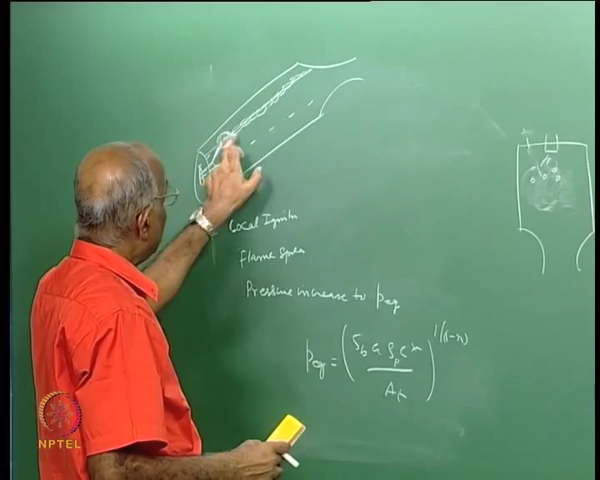 Local Ignition
Flame Spread
Pressure increase to Peq
Peq = (Sb a ρp c* / At)^1/(1-n)
NPTEL